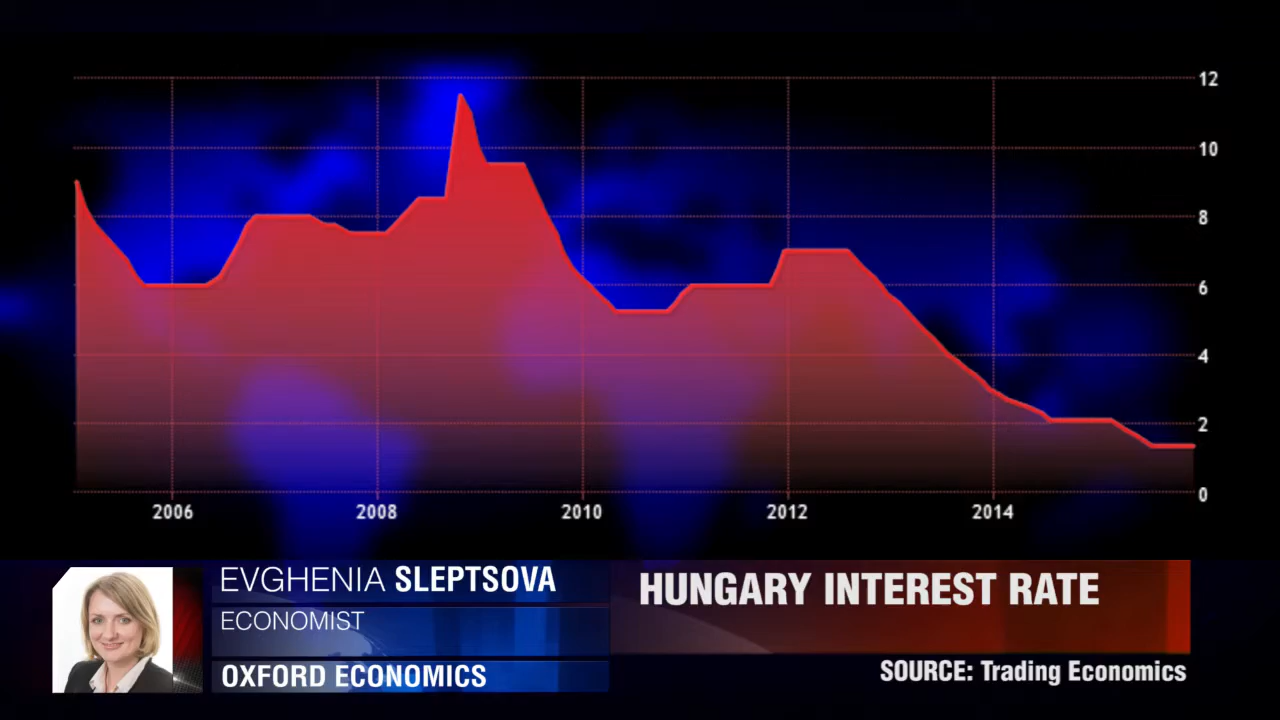 12
10
8
6
4
2
0
2006 2008 2010 2012 2014
EVGHENIA SLEPTSOVA
ECONOMIST
OXFORD ECONOMICS
HUNGARY INTEREST RATE
SOURCE: Trading Economics